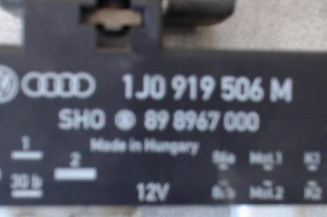 1J0 919 506 M
SHO 89 8967 000
Made in Hungary
1
2
30 b
12V
Mot.1
Mot.2